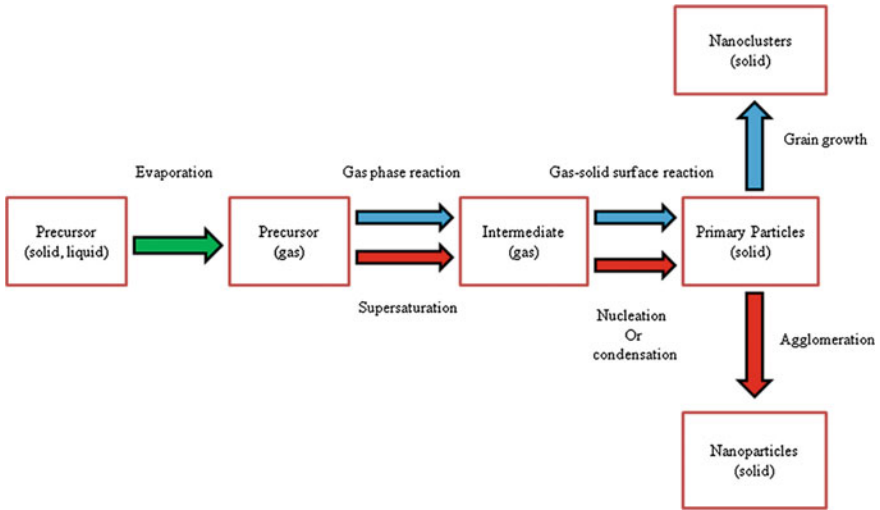 Nanoclusters
(solid)
Grain growth
Evaporation
Gas phase reaction
Gas-solid surface reaction
Precursor
(solid, liquid)
Precursor
(gas)
Intermediate
(gas)
Primary Particles
(solid)
Supersaturation
Nucleation
Or
condensation
Agglomeration
Nanoparticles
(solid)